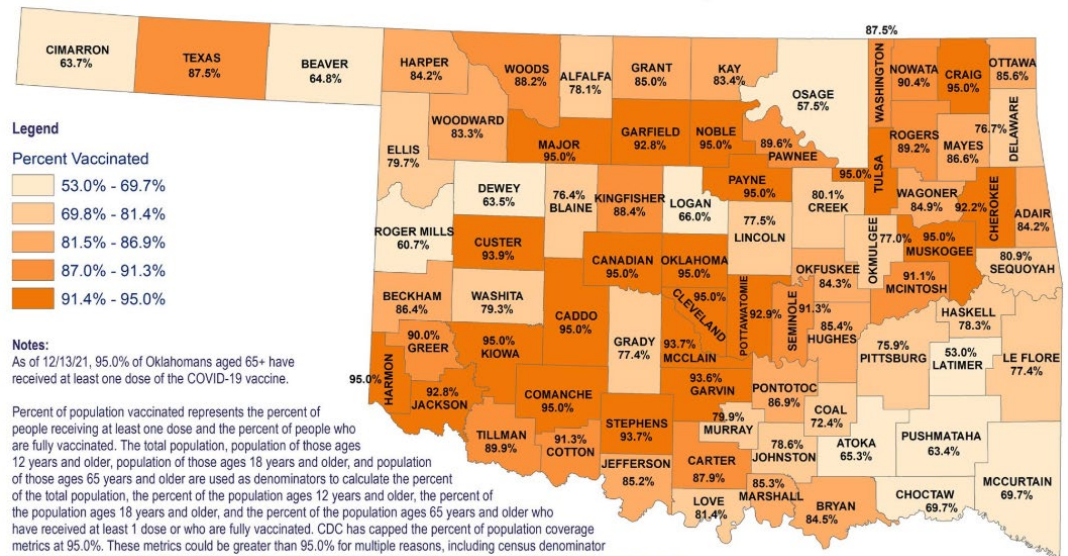 87.5%
CIMARRON
63.7%
TEXAS
87.5%
BEAVER
64.8%
HARPER
84.2%
WOODS
88.2%
ALFALFA
78.1%
GRANT
85.0%
KAY
83.4%
OSAGE
57.5%
WASHINGTON
NOWATA
90.4%
CRAIG
95.0%
OTTAWA
85.6%
WOODWARD
83.3%
ELLIS
79.7%
MAJOR
95.0%
GARFIELD
92.8%
NOBLE
95.0%
89.6%
PAWNEE
TULSA
95.0%
ROGERS
89.2%
MAYES
86.6%
76.7%
DELAWARE
DEWEY
63.5%
76.4%
BLAINE
KINGFISHER
88.4%
LOGAN
66.0%
PAYNE
95.0%
80.1%
CREEK
WAGONER
84.9%
92.2%
CHEROKEE
ADAIR
84.2%
ROGER MILLS
60.7%
CUSTER
93.9%
CANADIAN
95.0%
OKLAHOMA
95.0%
77.5%
LINCOLN
OKMULGEE
77.0%
95.0%
MUSKOGEE
80.9%
SEQUOYAH
BECKHAM
86.4%
WASHITA
79.3%
CADDO
95.0%
GRADY
77.4%
95.0%
CLEVELAND
POTTAWATOMIE
92.9%
SEMINOLE
91.3%
OKFUSKEE
84.3%
91.1%
MCINTOSH
HASKELL
78.3%
90.0%
GREER
95.0%
KIOWA
93.7%
MCCLAIN
85.4%
HUGHES
75.9%
PITTSBURG
53.0%
LATIMER
LE FLORE
77.4%
95.0%
HARMON
92.8%
JACKSON
COMANCHE
95.0%
93.6%
GARVIN
PONTOTOC
86.9%
TILLMAN
89.9%
91.3%
COTTON
STEPHENS
93.7%
79.9%
MURRAY
COAL
72.4%
ATOKA
65.3%
PUSHMATAHA
63.4%
JEFFERSON
85.2%
CARTER
87.9%
78.6%
JOHNSTON
MCCURTAIN
69.7%
LOVE
81.4%
85.3%
MARSHALL
BRYAN
84.5%
CHOCTAW
69.7%
Legend
Percent Vaccinated
53.0% - 69.7%
69.8% - 81.4%
81.5% - 86.9%
87.0% - 91.3%
91.4% - 95.0%
Notes:
As of 12/13/21, 95.0% of Oklahomans aged 65+ have
received at least one dose of the COVID-19 vaccine.
Percent of population vaccinated represents the percent of
people receiving at least one dose and the percent of people who
are fully vaccinated. The total population, population of those ages
12 years and older, population of those ages 18 years and older, and population
of those ages 65 years and older are used as denominators to calculate the percent
of the total population, the percent of the population ages 12 years and older, the percent of
the population ages 18 years and older, and the percent of the population ages 65 years and older who
have received at least 1 dose or who are fully vaccinated. CDC has capped the percent of population coverage
metrics at 95.0%. These metrics could be greater than 95.0% for multiple reasons, including census denominator